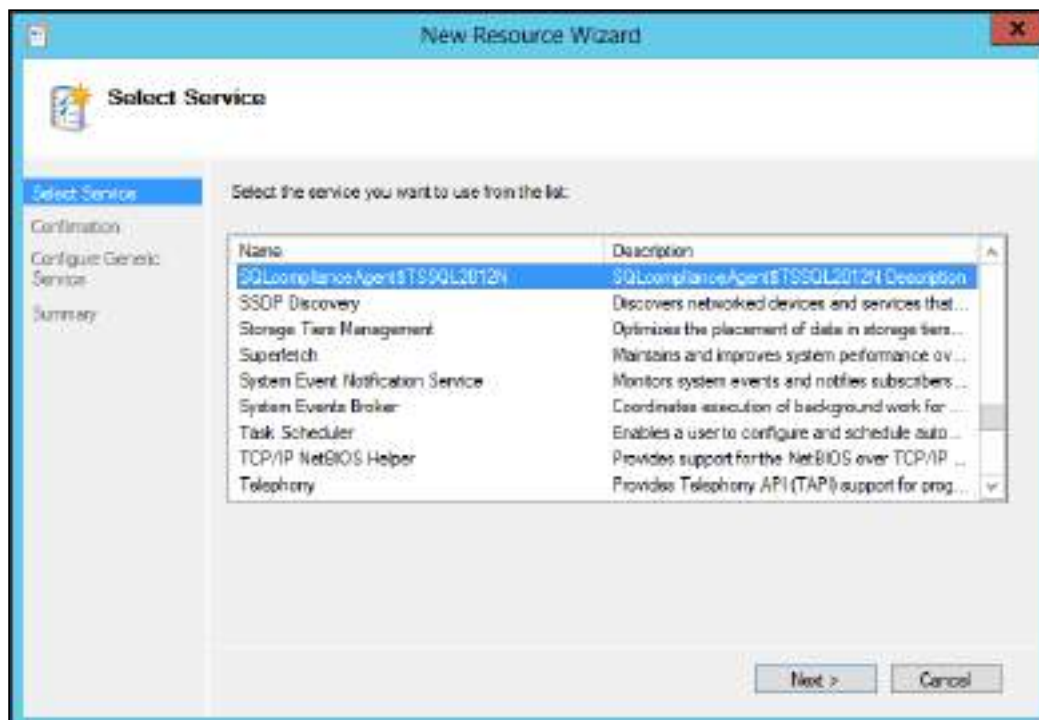 New Resource Wizard
Select Service
Select Service
Confirmation
Configure Generic
Service
Summary
Select the service you want to use from the list:
Name Description
SQLcomplianceAgent$TSSQL2012N SQLcomplianceAgent$TSSQL2012N Description
SSDP Discovery Discovers networked devices and services that...
Storage Tiers Management Optimizes the placement of data in storage tiers...
Superfetch Maintains and improves system performance ov...
System Event Notification Service Monitors system events and notifies subscribers...
System Events Broker Coordinates execution of background work for ...
Task Scheduler Enables a user to configure and schedule auto...
TCP/IP NetBIOS Helper Provides support for the NetBIOS over TCP/IP ...
Telephony Provides Telephony API (TAPI) support for prog...
Next > Cancel